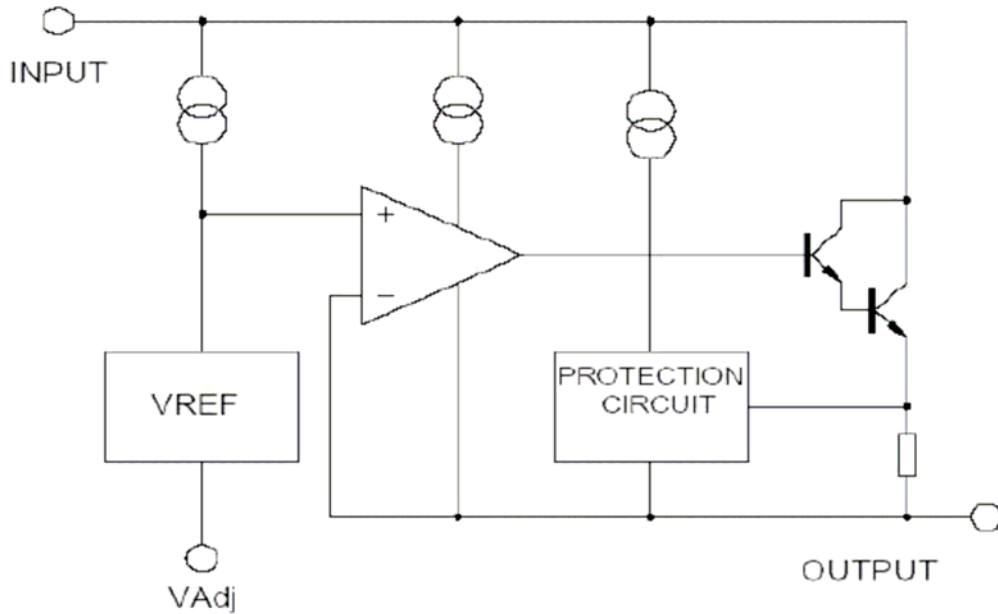 INPUT
+
−
VREF
PROTECTION
CIRCUIT
VAdj
OUTPUT